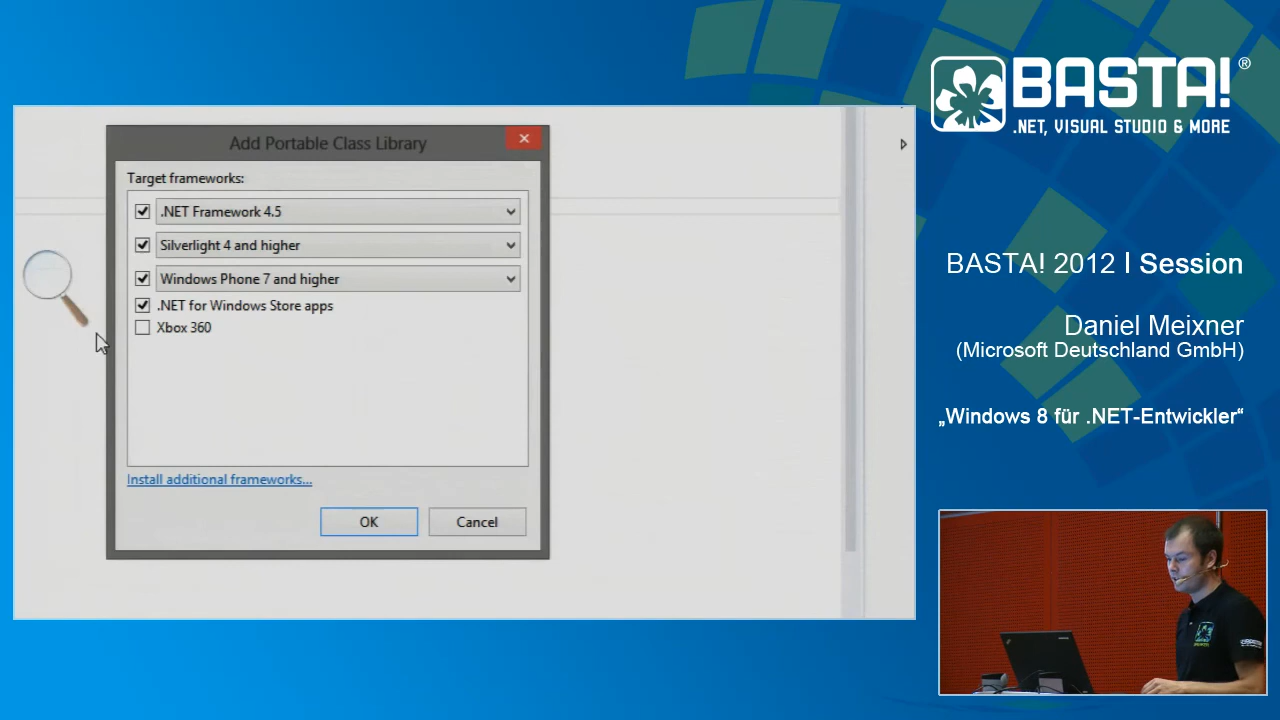 Add Portable Class Library
Target frameworks:
.NET Framework 4.5
Silverlight 4 and higher
Windows Phone 7 and higher
.NET for Windows Store apps
Xbox 360
Install additional frameworks...
OK
Cancel
BASTA!®
.NET, VISUAL STUDIO & MORE
BASTA! 2012 I Session
Daniel Meixner
(Microsoft Deutschland GmbH)
„Windows 8 für .NET-Entwickler“